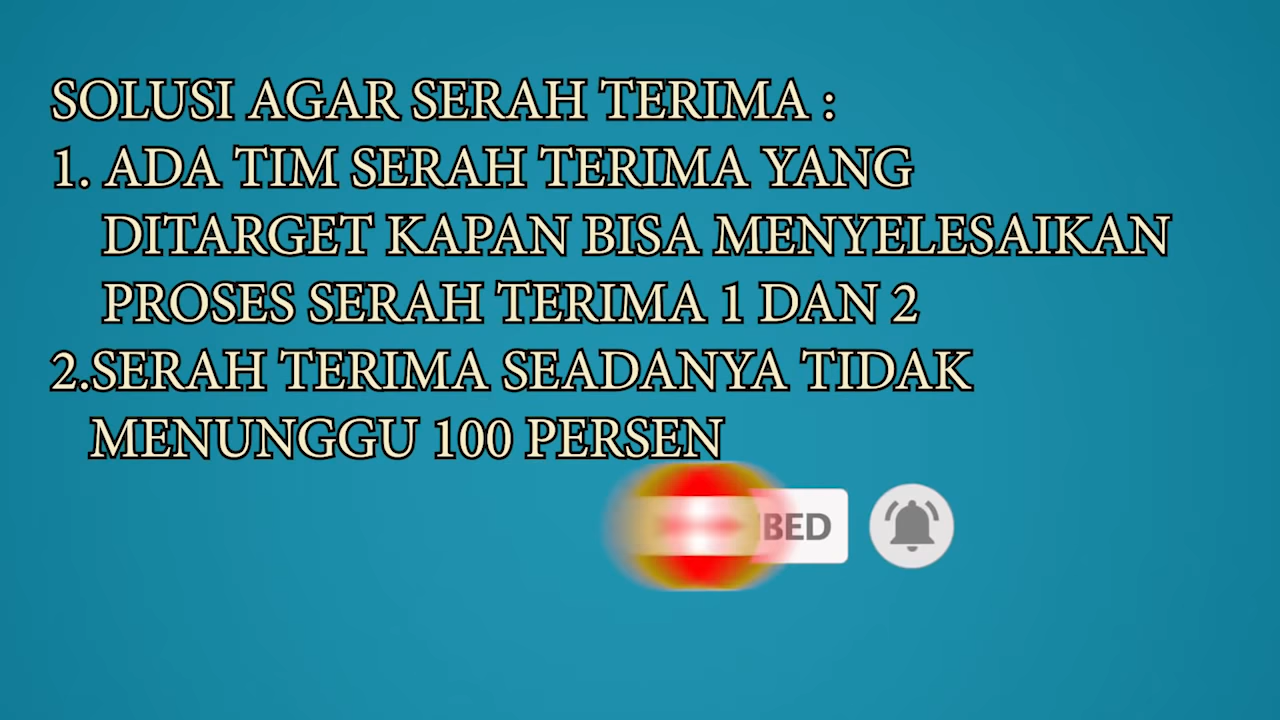 SOLUSI AGAR SERAH TERIMA :
1. ADA TIM SERAH TERIMA YANG
DITARGET KAPAN BISA MENYELESAIKAN
PROSES SERAH TERIMA 1 DAN 2
2.SERAH TERIMA SEADANYA TIDAK
MENUNGGU 100 PERSEN